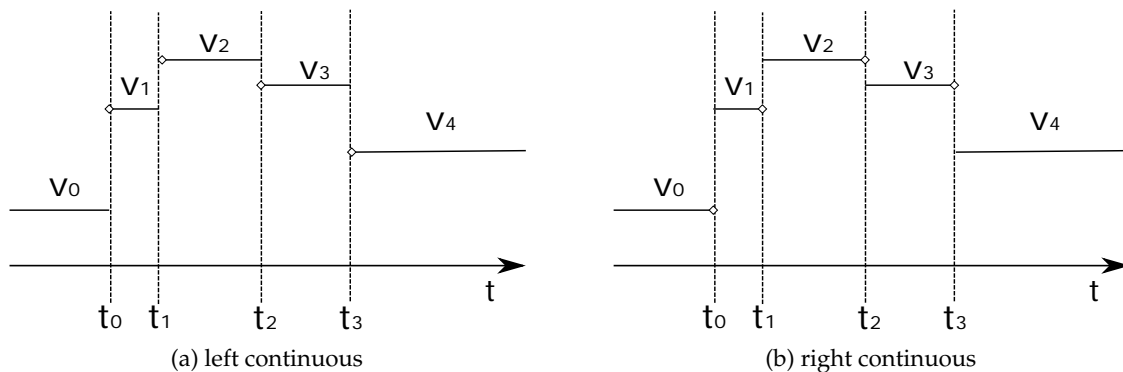 V2 V2
V1 V3 V1 V3
V4 V4
V0 V0
t t
t0 t1 t2 t3 t0 t1 t2 t3
(a) left continuous (b) right continuous